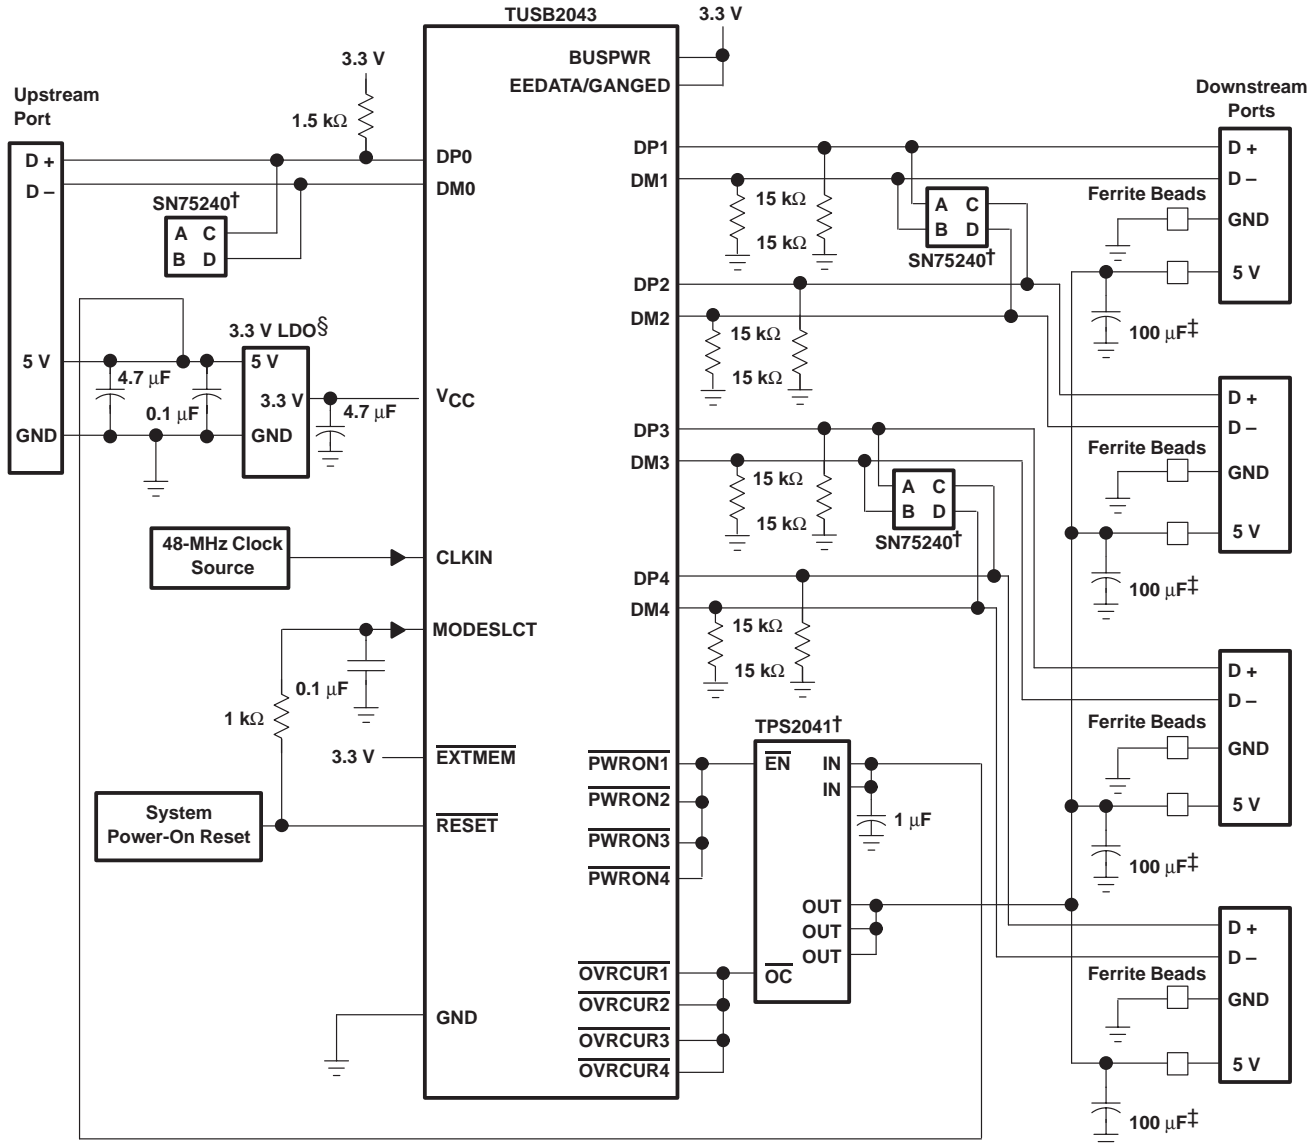 TUSB2043
3.3 V
3.3 V
BUSPWR
EEDATA/GANGED
Upstream
Port
Downstream
Ports
1.5 kΩ
D +
D –
DP0
DM0
SN75240†
A C
B D
DP1
DM1
15 kΩ
15 kΩ
A C
B D
SN75240†
D +
D –
Ferrite Beads
GND
5 V
100 µF‡
DP2
DM2
15 kΩ
15 kΩ
3.3 V LDO§
5 V
4.7 µF
0.1 µF
GND
5 V
3.3 V
GND
4.7 µF
VCC
D +
D –
Ferrite Beads
GND
5 V
100 µF‡
DP3
DM3
15 kΩ
15 kΩ
A C
B D
SN75240†
48-MHz Clock
Source
CLKIN
DP4
DM4
15 kΩ
15 kΩ
MODESLCT
0.1 µF
1 kΩ
D +
D –
Ferrite Beads
GND
5 V
100 µF‡
3.3 V
EXTMEM
System
Power-On Reset
RESET
PWRON1
PWRON2
PWRON3
PWRON4
TPS2041†
EN
IN
IN
1 µF
OUT
OUT
OUT
OC
OVRCUR1
OVRCUR2
OVRCUR3
OVRCUR4
GND
D +
D –
Ferrite Beads
GND
5 V
100 µF‡